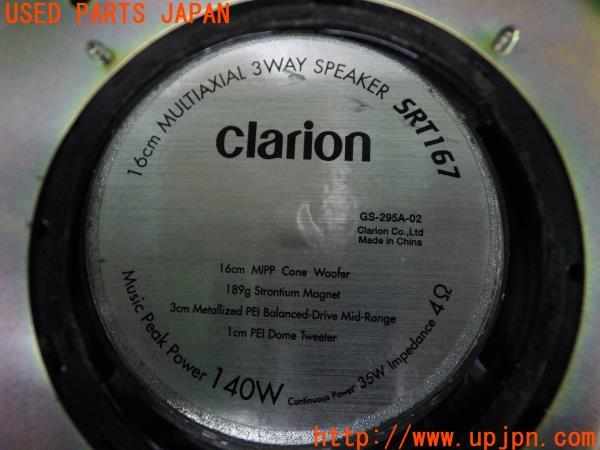 USED PARTS JAPAN
16cm MULTIAXIAL 3WAY SPEAKER SRT167
clarion
GS-295A-02
Clarion Co.,Ltd
Made in China
16cm MIPP Cone Woofer
189g Strontium Magnet
3cm Metallized PEI Balanced-Drive Mid-Range
1cm PEI Dome Tweeter
Music Peak Power 140W Continuous Power 35W Impedance 4Ω
UPJ
http://www.upjpn.com/